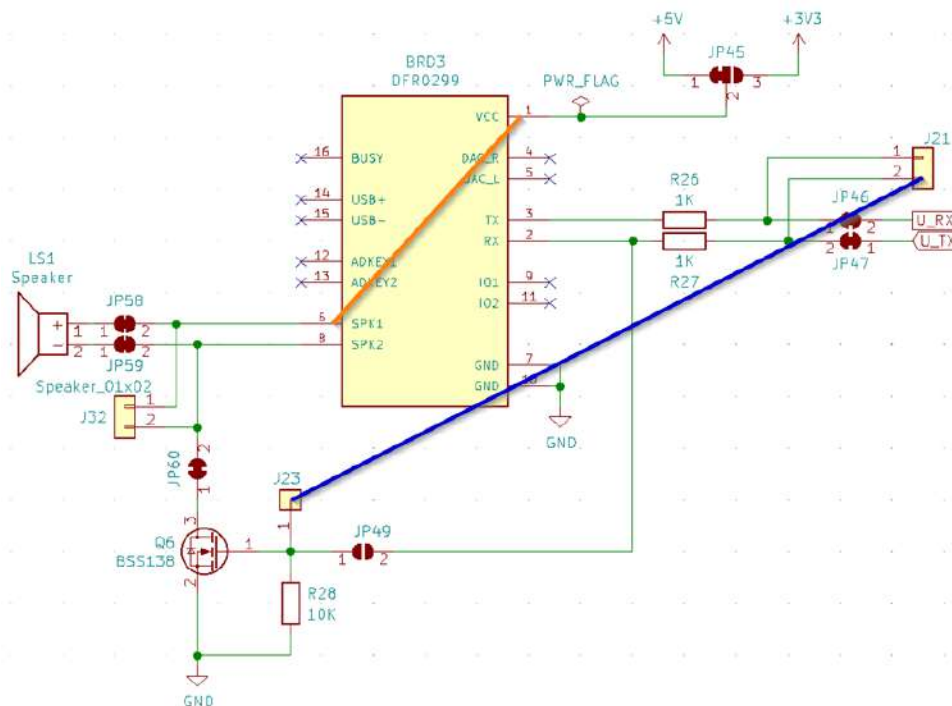 +5V
+3V3
JP45
1
3
2
BRD3
DFR0299
PWR_FLAG
VCC
1
16
BUSY
DAC_R
4
5
14
USB+
15
USB-
TX
3
RX
2
12
ADKEY1
13
ADKEY2
IO1
9
IO2
11
6
SPK1
8
SPK2
GND
7
GND
10
GND
R26
1K
1K
R27
J21
1
2
JP46
1
2
U_RX
2
1
U_TX
JP47
LS1
Speaker
JP58
+
1
1
2
-
2
1
2
JP59
Speaker_01x02
1
2
J32
JP60
2
1
J23
1
JP49
1
2
Q6
BSS138
3
1
2
R28
10K
GND